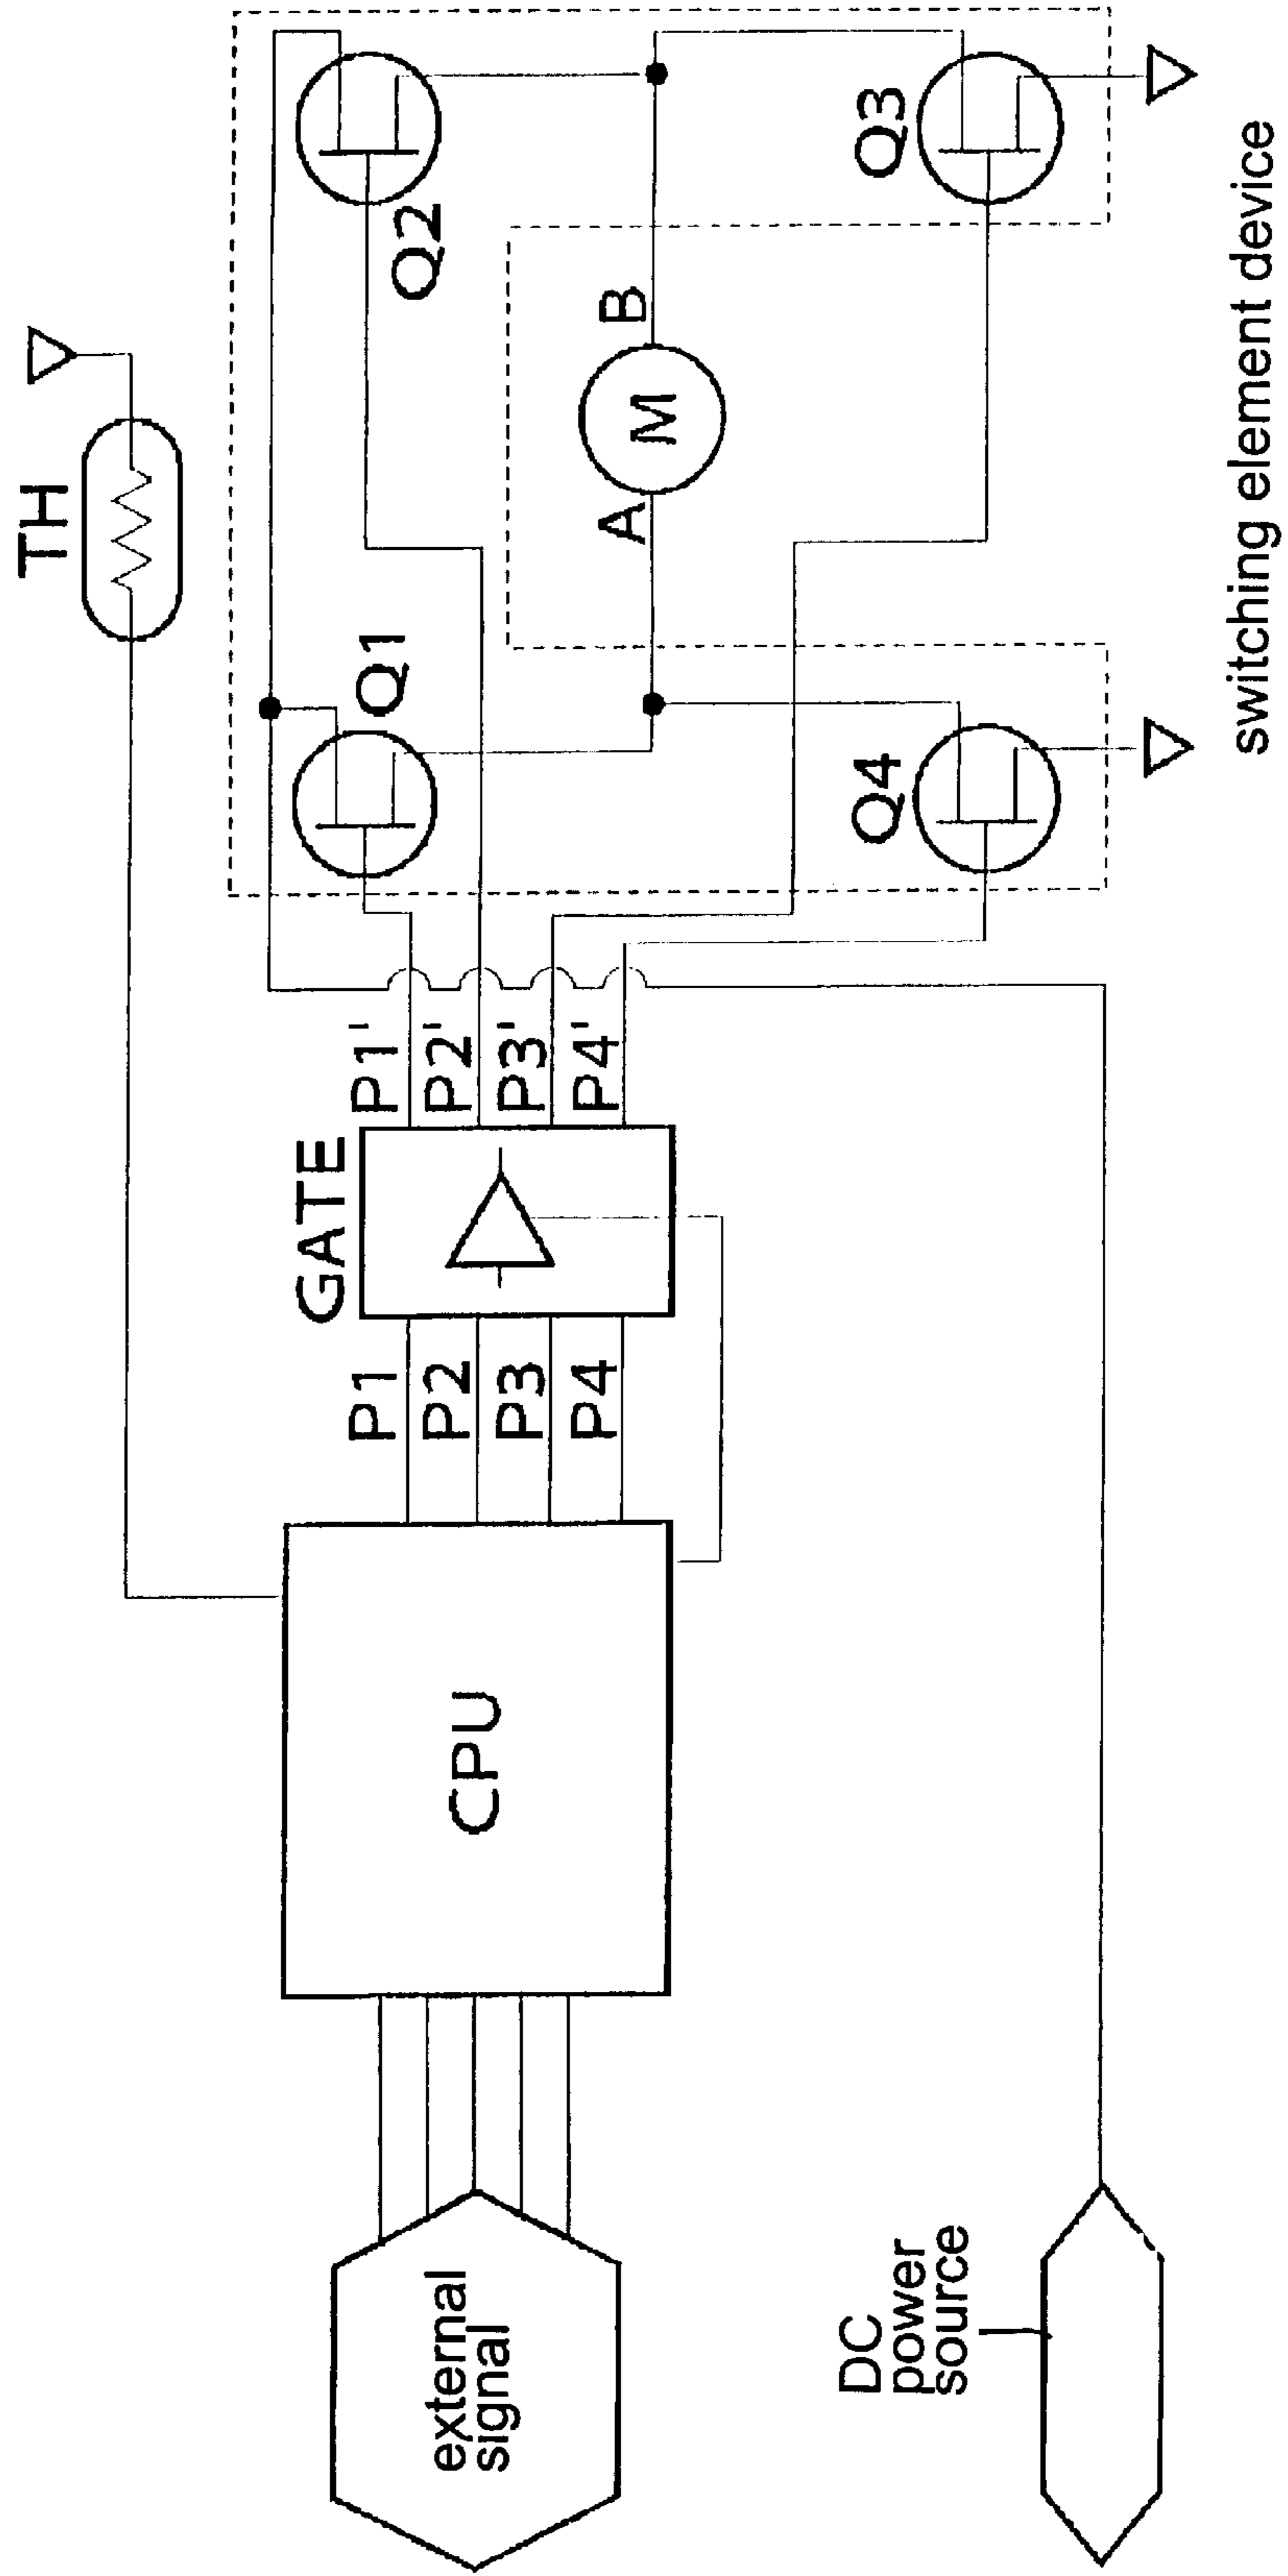 TH
Q1
Q2
GATE
P1
P2
P3
P4
P1'
P2'
P3'
P4'
CPU
external
signal
A
M
B
Q4
Q3
DC
power
source
switching element device